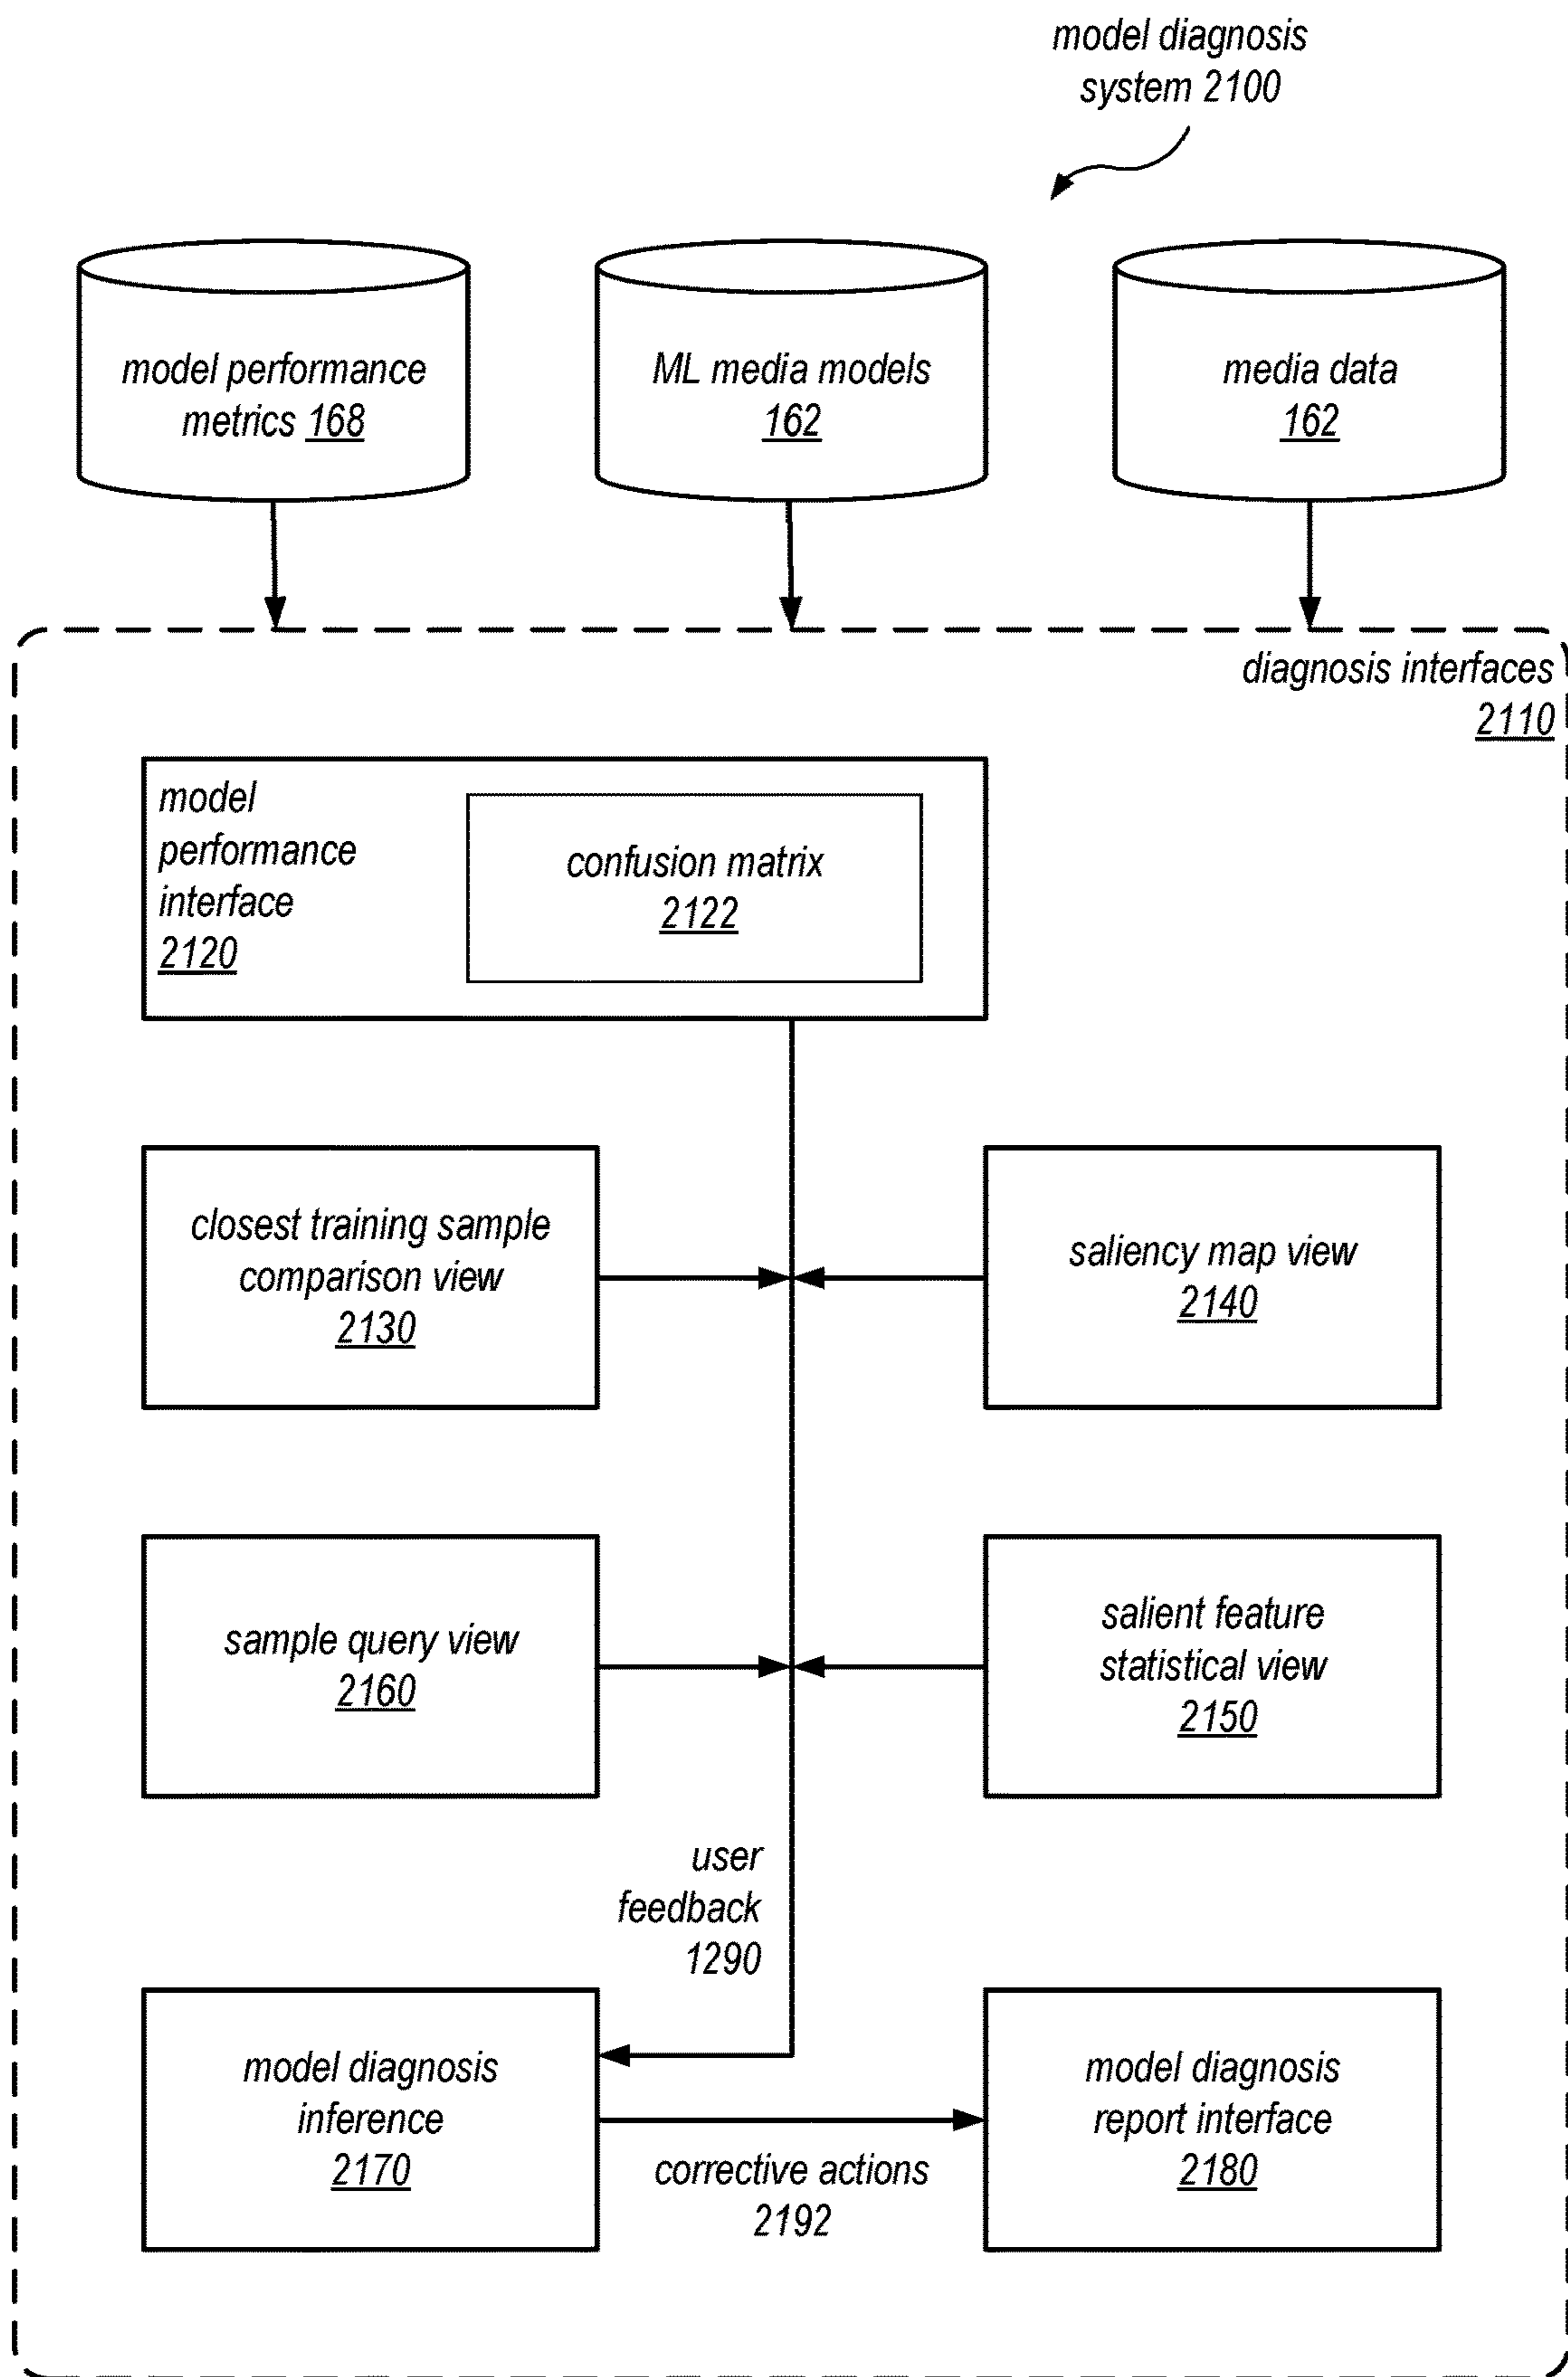 model diagnosis
system 2100
model performance
metrics 168
ML media models
162
media data
162
diagnosis interfaces
2110
model
performance
interface
2120
confusion matrix
2122
closest training sample
comparison view
2130
saliency map view
2140
sample query view
2160
salient feature
statistical view
2150
user
feedback
1290
model diagnosis
inference
2170
corrective actions
2192
model diagnosis
report interface
2180